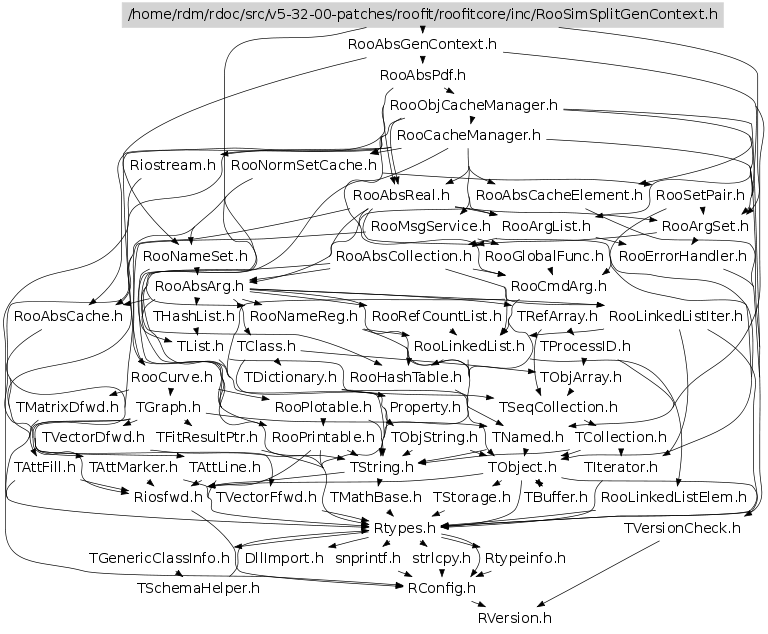 /home/rdm/rdoc/src/v5-32-00-patches/roofit/roofitcore/inc/RooSimSplitGenContext.h
RooAbsGenContext.h
RooAbsPdf.h
RooObjCacheManager.h
RooCacheManager.h
Riostream.h RooNormSetCache.h
RooAbsReal.h RooAbsCacheElement.h RooSetPair.h
RooMsgService.h RooArgList.h RooArgSet.h
RooNameSet.h RooAbsCollection.h RooGlobalFunc.h RooErrorHandler.h
RooAbsArg.h RooCmdArg.h
RooAbsCache.h THashList.h RooNameReg.h RooRefCountList.h TRefArray.h RooLinkedListIter.h
TList.h TClass.h RooLinkedList.h TProcessID.h
RooCurve.h TDictionary.h RooHashTable.h TObjArray.h
TMatrixDfwd.h TGraph.h RooPlotable.h Property.h TSeqCollection.h
TVectorDfwd.h TFitResultPtr.h RooPrintable.h TObjString.h TNamed.h TCollection.h
TAttFill.h TAttMarker.h TAttLine.h TString.h TObject.h TIterator.h
Riosfwd.h TVectorFfwd.h TMathBase.h TStorage.h TBuffer.h RooLinkedListElem.h
Rtypes.h TVersionCheck.h
TGenericClassInfo.h DllImport.h snprintf.h strlcpy.h Rtypeinfo.h
TSchemaHelper.h RConfig.h
RVersion.h